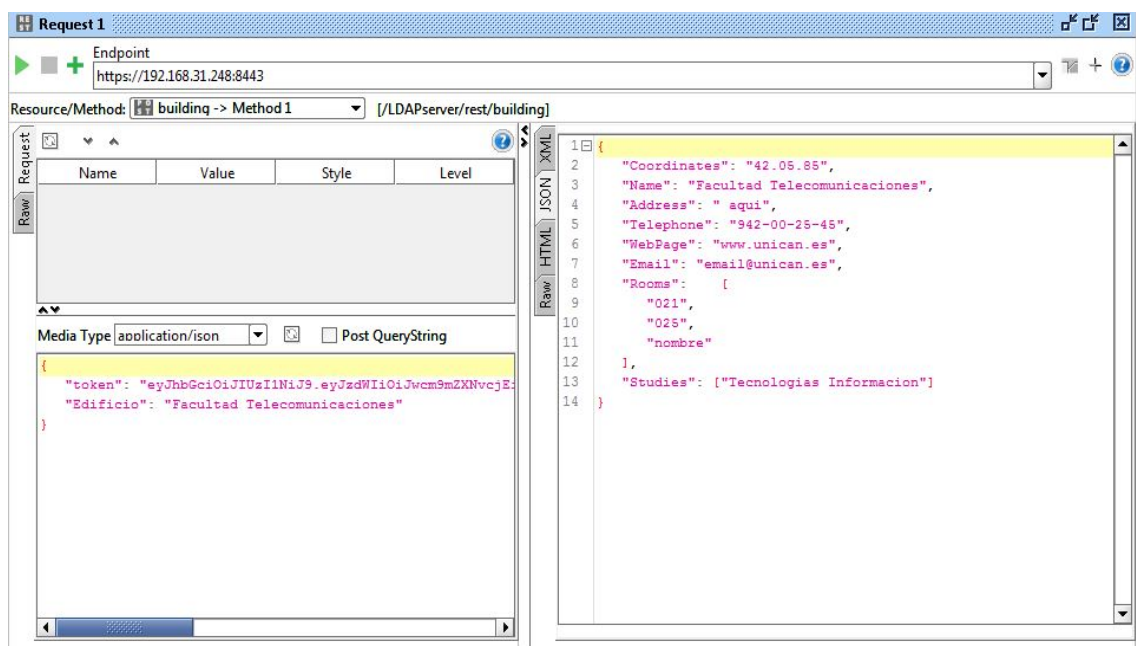 Request 1
Endpoint
https://192.168.31.248:8443
Resource/Method: building -> Method 1 [/LDAPserver/rest/building]
Request
Raw
Name Value Style Level
Media Type application/json Post QueryString
{
"token": "eyJhbGciOiJIUzI1NiJ9.eyJzdWIiOiJwcm9mZXNvcjE
"Edificio": "Facultad Telecomunicaciones"
}
XML
JSON
HTML
Raw
1 {
2 "Coordinates": "42.05.85",
3 "Name": "Facultad Telecomunicaciones",
4 "Address": " aqui",
5 "Telephone": "942-00-25-45",
6 "WebPage": "www.unican.es",
7 "Email": "email@unican.es",
8 "Rooms": [
9 "021",
10 "025",
11 "nombre"
12 ],
13 "Studies": ["Tecnologias Informacion"]
14 }